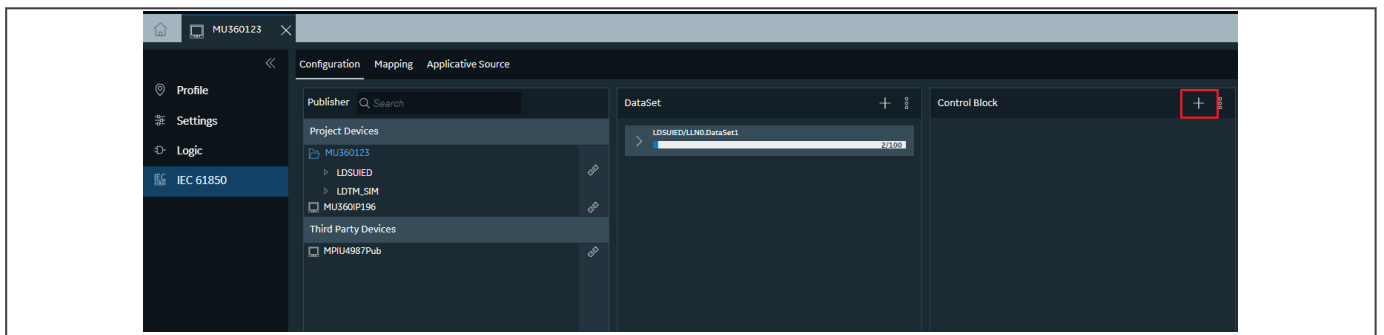 MU360123
Configuration Mapping Applicative Source
Profile
Settings
Logic
IEC 61850
Publisher Search
Project Devices
MU360123
LDSUIED
LDTM_SIM
MU360IP196
Third Party Devices
MPIU4987Pub
DataSet
LDSUIED/LLN0.DataSet1
2/100
Control Block